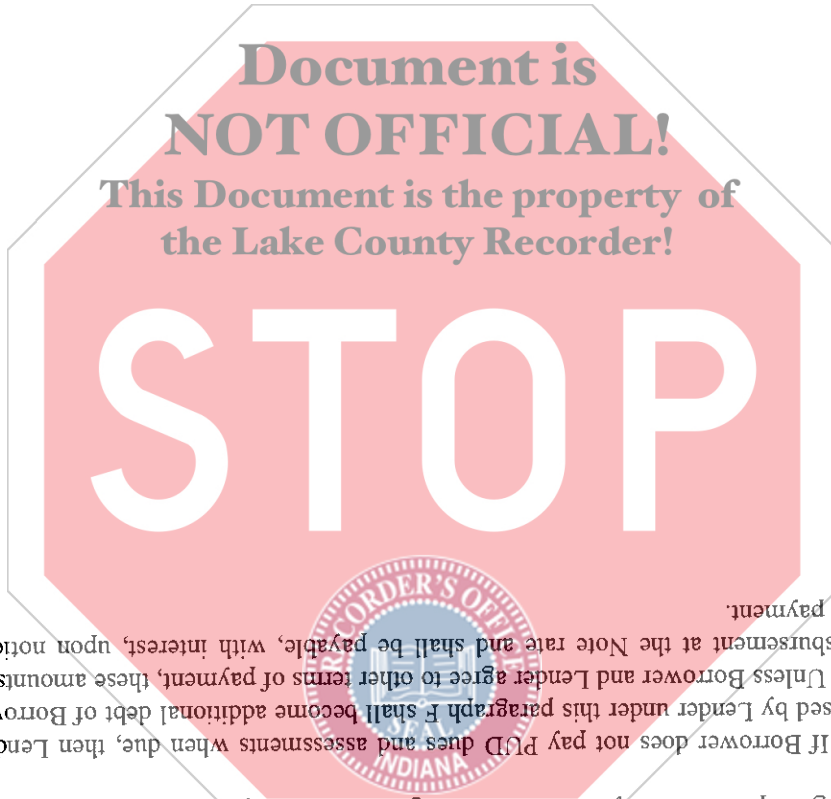 Document is
NOT OFFICIAL!
This Document is the property of
the Lake County Recorder!
STOP
RECORDER'S OFFICE
SEAL
INDIANA
If Borrower does not pay PUD dues and assessments when due, then Lend
sed by Lender under this paragraph F shall become additional debt of Borrow
Unless Borrower and Lender agree to other terms of payment, these amounts
sbursement at the Note rate and shall be payable, with interest, upon notic
payment.